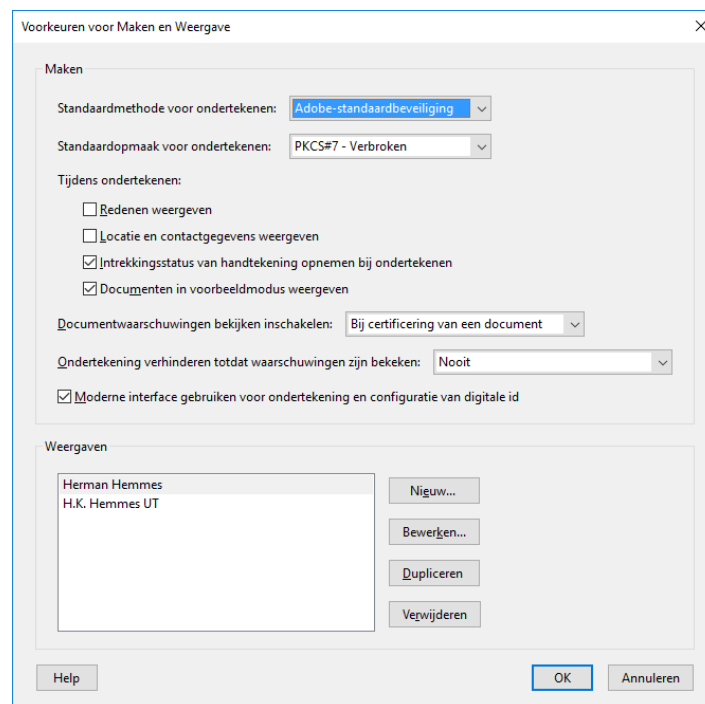 Voorkeuren voor Maken en Weergave
Maken
Standaardmethode voor ondertekenen: Adobe-standaardbeveiliging
Standaardopmaak voor ondertekenen: PKCS#7 - Verbroken
Tijdens ondertekenen:
Redenen weergeven
Locatie en contactgegevens weergeven
Intrekkingsstatus van handtekening opnemen bij ondertekenen
Documenten in voorbeeldmodus weergeven
Documentwaarschuwingen bekijken inschakelen: Bij certificering van een document
Ondertekening verhinderen totdat waarschuwingen zijn bekeken: Nooit
Moderne interface gebruiken voor ondertekening en configuratie van digitale id
Weergaven
Herman Hemmes
H.K. Hemmes UT
Nieuw...
Bewerken...
Dupliceren
Verwijderen
Help OK Annuleren